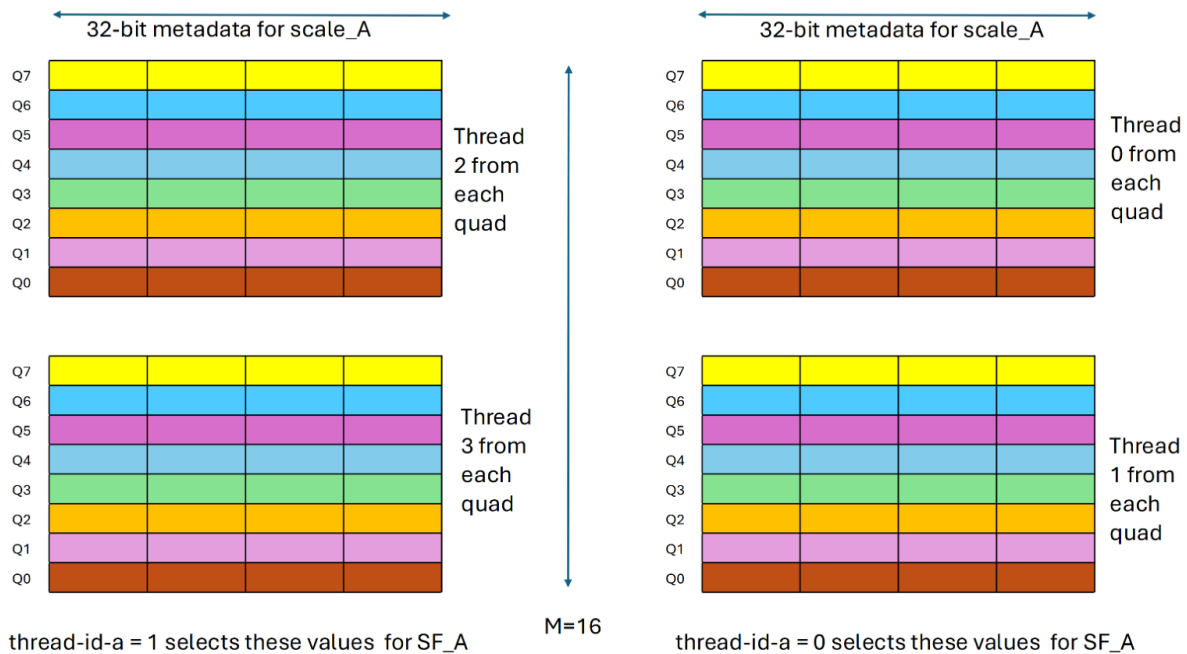 32-bit metadata for scale_A
Q7
Q6
Q5
Q4
Q3
Q2
Q1
Q0
Thread
2 from
each
quad
Q7
Q6
Q5
Q4
Q3
Q2
Q1
Q0
Thread
3 from
each
quad
thread-id-a = 1 selects these values for SF_A
M=16
32-bit metadata for scale_A
Q7
Q6
Q5
Q4
Q3
Q2
Q1
Q0
Thread
0 from
each
quad
Q7
Q6
Q5
Q4
Q3
Q2
Q1
Q0
Thread
1 from
each
quad
thread-id-a = 0 selects these values for SF_A